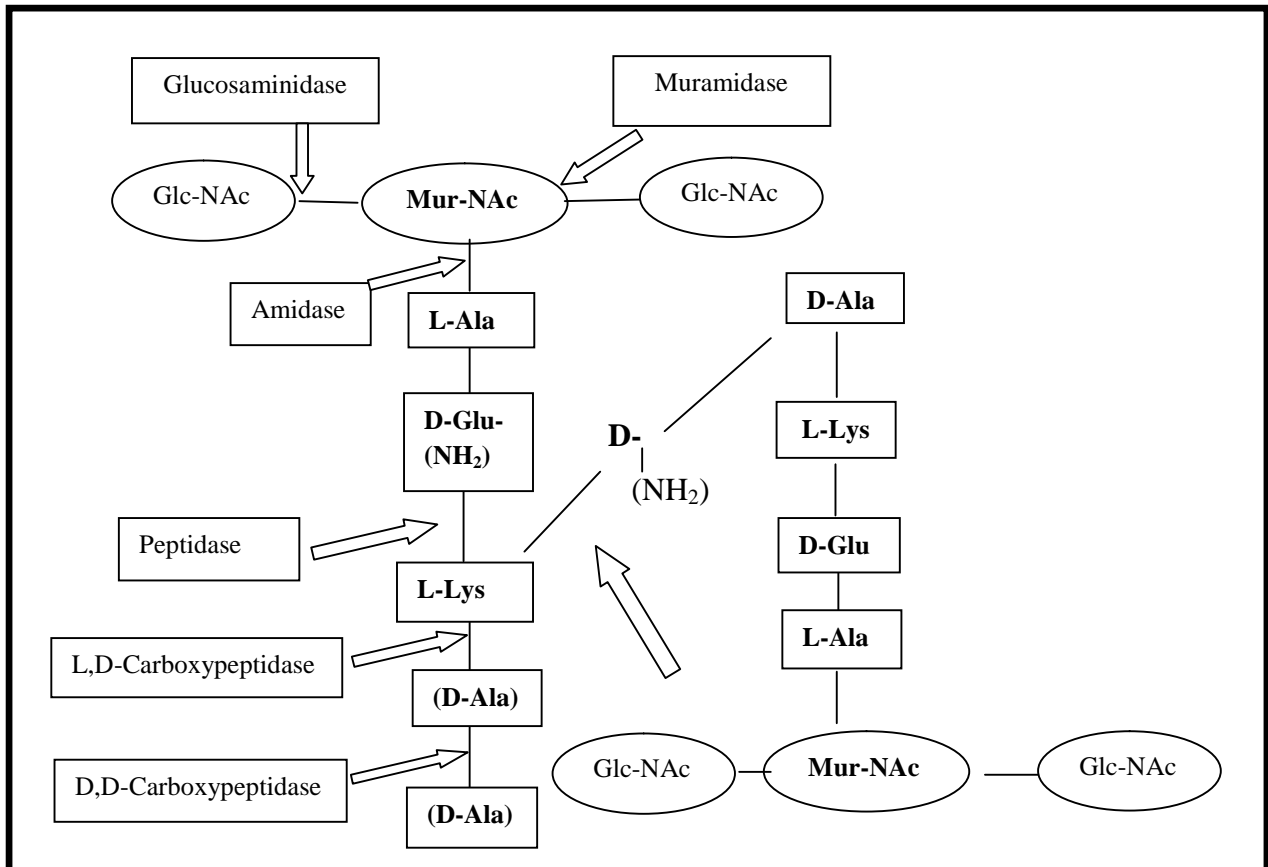 Glucosaminidase
Muramidase
Glc-NAc
Mur-NAc
Glc-NAc
Amidase
L-Ala
D-Glu-
(NH₂)
Peptidase
L-Lys
L,D-Carboxypeptidase
(D-Ala)
D,D-Carboxypeptidase
(D-Ala)
D-
(NH₂)
D-Ala
L-Lys
D-Glu
L-Ala
Glc-NAc
Mur-NAc
Glc-NAc